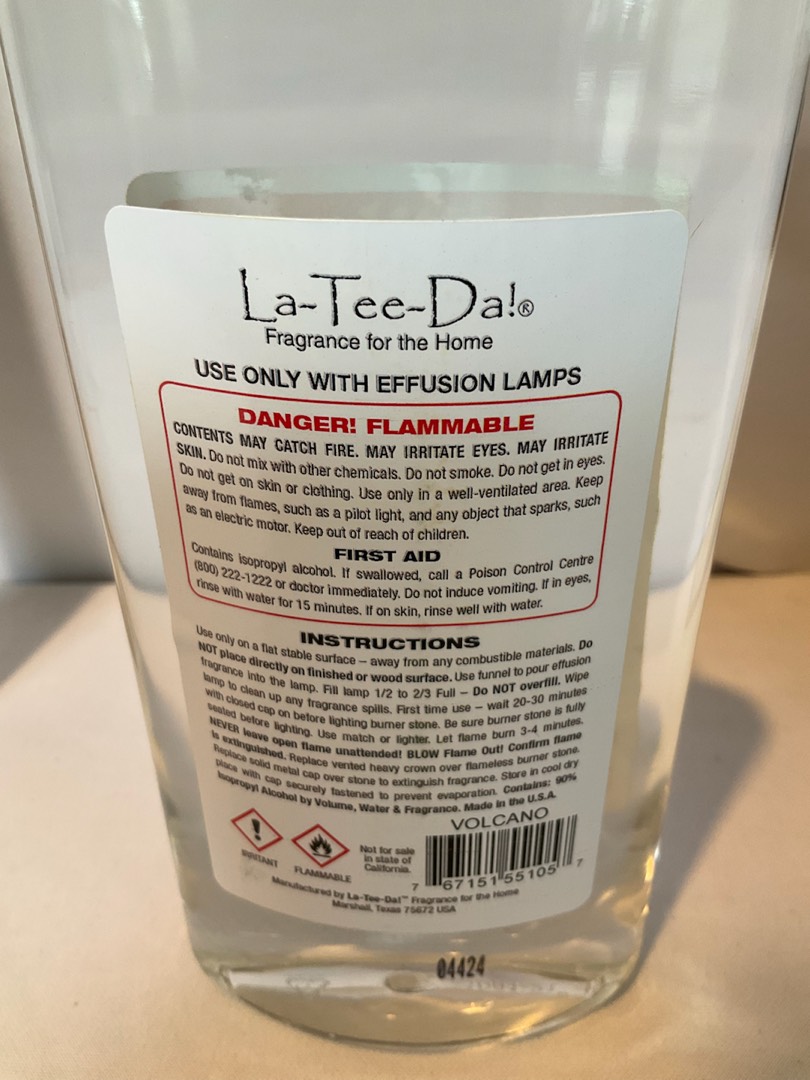 La-Tee-Da!®
Fragrance for the Home
USE ONLY WITH EFFUSION LAMPS
DANGER! FLAMMABLE
CONTENTS MAY CATCH FIRE. MAY IRRITATE EYES. MAY IRRITATE
SKIN. Do not mix with other chemicals. Do not smoke. Do not get in eyes.
Do not get on skin or clothing. Use only in a well-ventilated area. Keep
away from flames, such as a pilot light, and any object that sparks, such
as an electric motor. Keep out of reach of children.
FIRST AID
Contains isopropyl alcohol. If swallowed, call a Poison Control Centre
(800) 222-1222 or doctor immediately. Do not induce vomiting. If in eyes,
rinse with water for 15 minutes. If on skin, rinse well with water.
INSTRUCTIONS
Use only on a flat stable surface – away from any combustible materials. Do
NOT place directly on finished or wood surface. Use funnel to pour effusion
fragrance into the lamp. Fill lamp 1/2 to 2/3 Full – Do NOT overfill. Wipe
lamp to clean up any fragrance spills. First time use – wait 20-30 minutes
with closed cap on before lighting burner stone. Be sure burner stone is fully
seated before lighting. Use match or lighter. Let flame burn 3-4 minutes.
NEVER leave open flame unattended! BLOW Flame Out! Confirm flame
is extinguished. Replace vented heavy crown over flameless burner stone.
Replace solid metal cap over stone to extinguish fragrance. Store in cool dry
place with cap securely fastened to prevent evaporation. Contains: 90%
Isopropyl Alcohol by Volume, Water & Fragrance. Made in the U.S.A.
VOLCANO
IRRITANT
FLAMMABLE
Not for sale
in state of
California.
7 67151 55105 7
Manufactured by La-Tee-Da!™ Fragrance for the Home
Marshall, Texas 75672 USA
04424